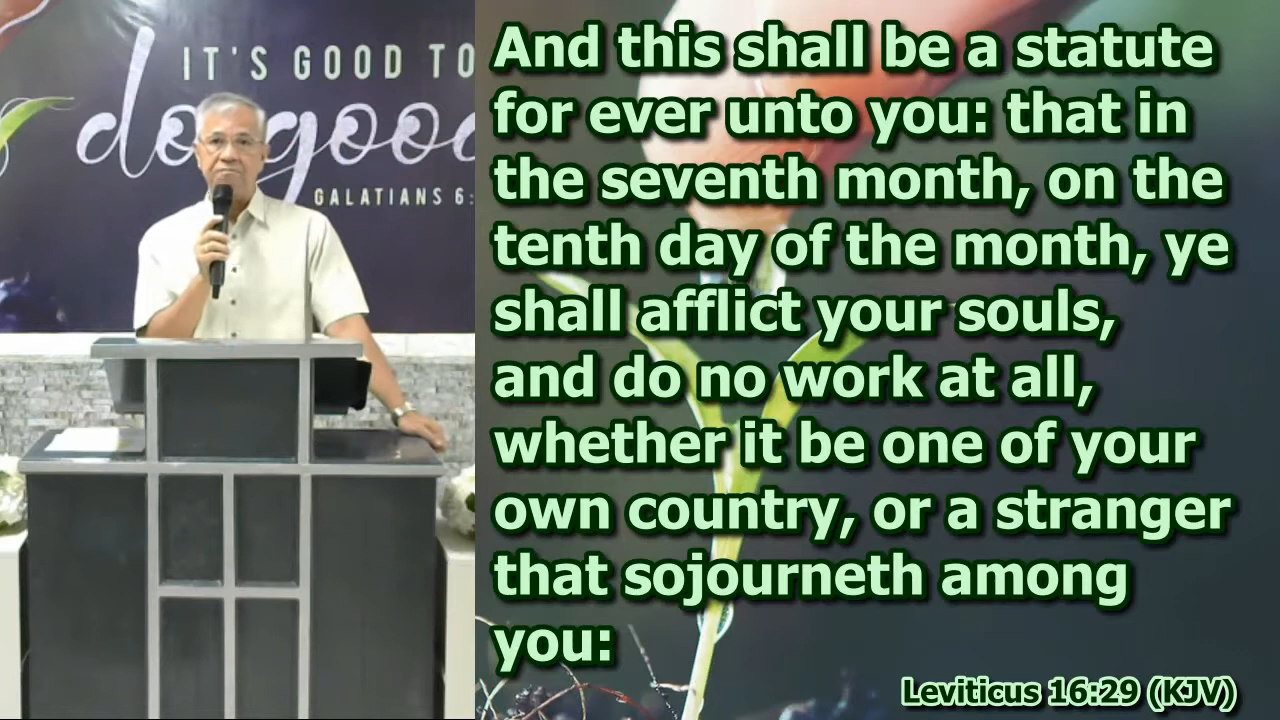 IT'S GOOD TO
do good
GALATIANS 6:
And this shall be a statute
for ever unto you: that in
the seventh month, on the
tenth day of the month, ye
shall afflict your souls,
and do no work at all,
whether it be one of your
own country, or a stranger
that sojourneth among
you:
Leviticus 16:29 (KJV)